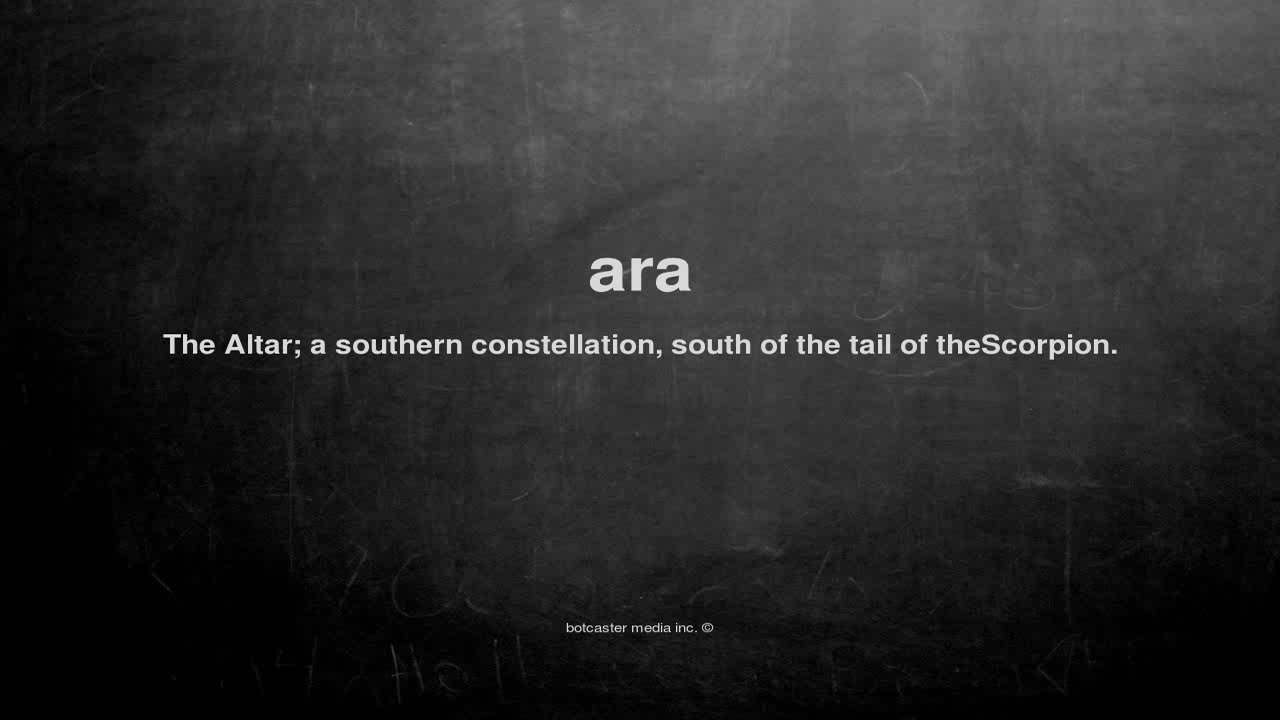 ara
The Altar; a southern constellation, south of the tail of theScorpion.
botcaster media inc. ©